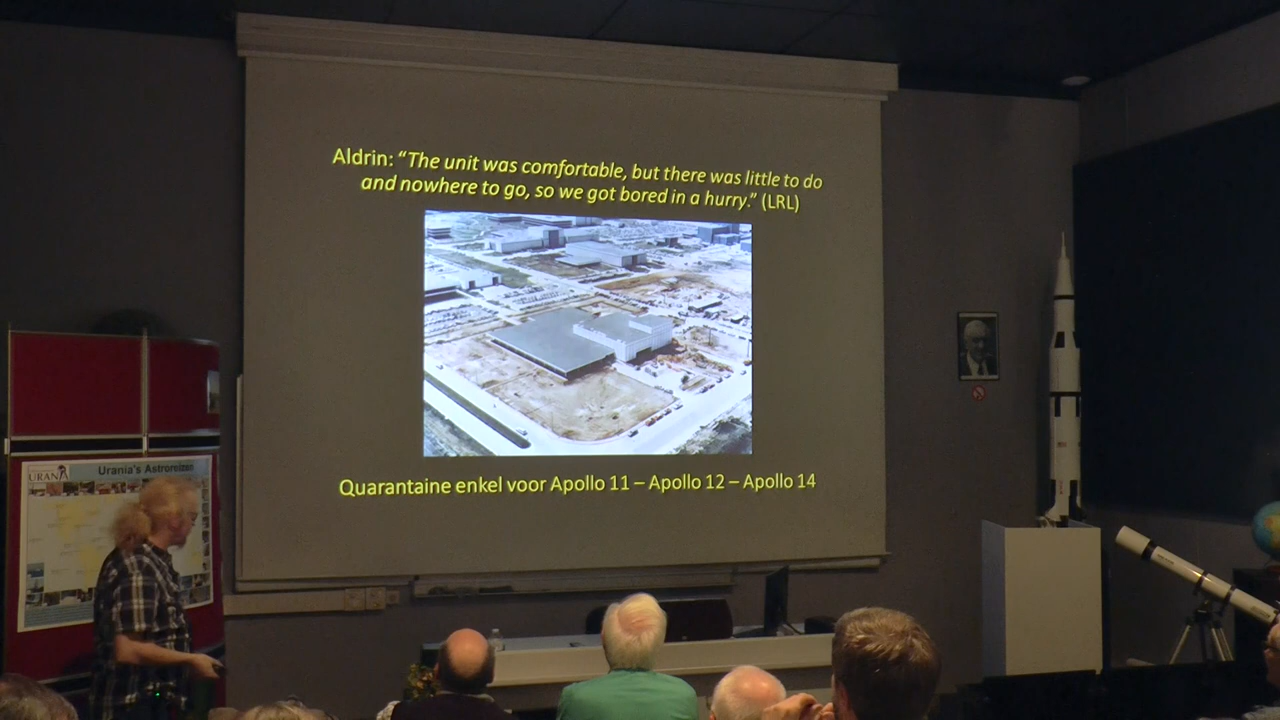 Aldrin: “The unit was comfortable, but there was little to do
and nowhere to go, so we got bored in a hurry.” (LRL)
Quarantaine enkel voor Apollo 11 – Apollo 12 – Apollo 14
URANIA
Urania's Astroreizen